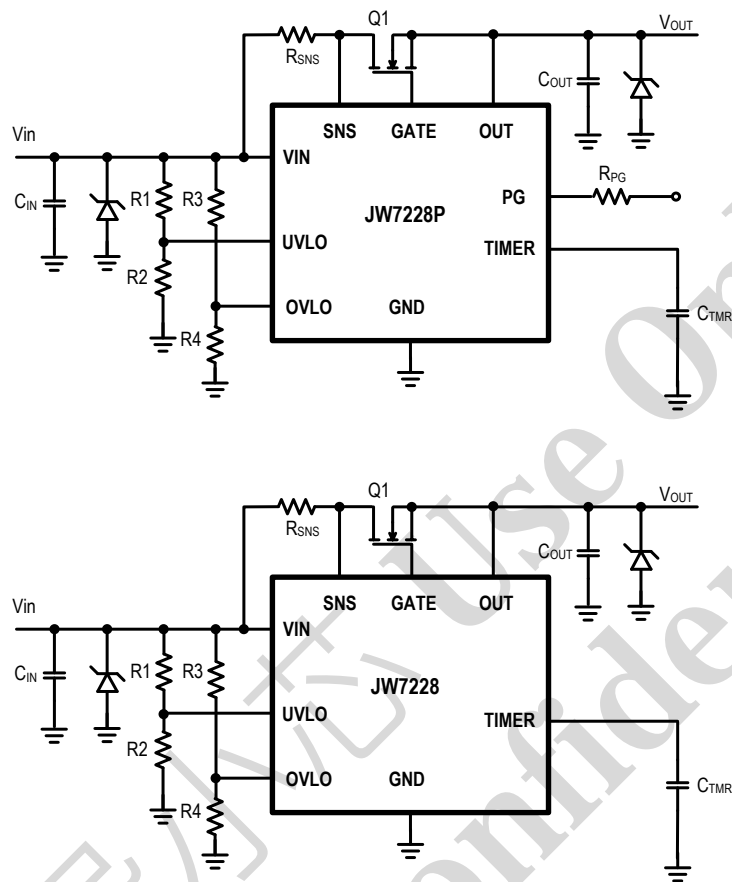 Q1
VOUT
RSNS
COUT
SNS GATE OUT
Vin
VIN
RPG
PG
CIN
R1 R3
JW7228P
UVLO
TIMER
R2
OVLO GND
CTMR
R4
Q1
VOUT
RSNS
COUT
SNS GATE OUT
Vin
VIN
CIN
R1 R3
JW7228
UVLO
TIMER
R2
OVLO GND
CTMR
R4
Use